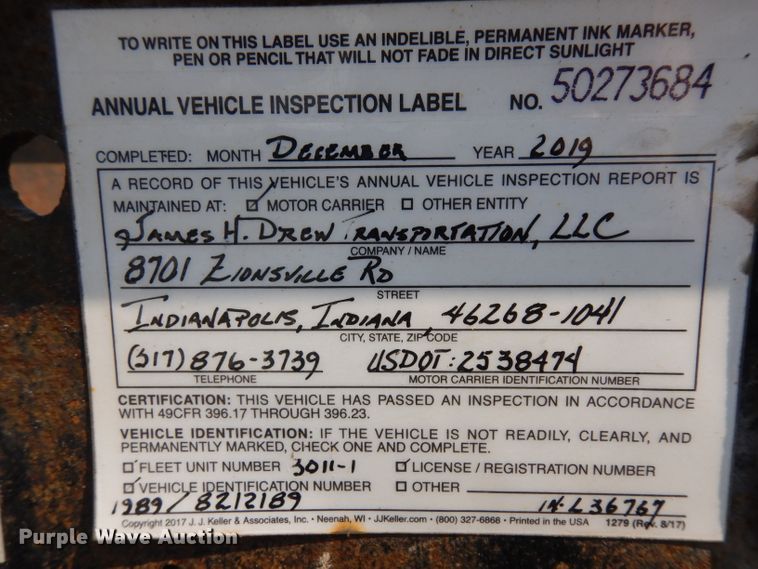 TO WRITE ON THIS LABEL USE AN INDELIBLE, PERMANENT INK MARKER,
PEN OR PENCIL THAT WILL NOT FADE IN DIRECT SUNLIGHT
ANNUAL VEHICLE INSPECTION LABEL NO. 50273684
COMPLETED: MONTH DECEMBER YEAR 2019
A RECORD OF THIS VEHICLE'S ANNUAL VEHICLE INSPECTION REPORT IS
MAINTAINED AT: ☑ MOTOR CARRIER ☐ OTHER ENTITY
JAMES H. DREW TRANSPORTATION, LLC
COMPANY / NAME
8701 ZIONSVILLE RD
STREET
INDIANAPOLIS, INDIANA, 46268-1041
CITY, STATE, ZIP CODE
(317) 876-3739 USDOT: 2538474
TELEPHONE MOTOR CARRIER IDENTIFICATION NUMBER
CERTIFICATION: THIS VEHICLE HAS PASSED AN INSPECTION IN ACCORDANCE
WITH 49CFR 396.17 THROUGH 396.23.
VEHICLE IDENTIFICATION: IF THE VEHICLE IS NOT READILY, CLEARLY, AND
PERMANENTLY MARKED, CHECK ONE AND COMPLETE.
☑ FLEET UNIT NUMBER 3011-1 ☑ LICENSE / REGISTRATION NUMBER
☑ VEHICLE IDENTIFICATION NUMBER ☐ OTHER
1989 / 8212189 IN-L36767
Copyright 2017 J. J. Keller & Associates, Inc. • Neenah, WI • JJKeller.com • (800) 327-6868 • Printed in the USA 1279 (Rev. 8/17)
Purple Wave Auction